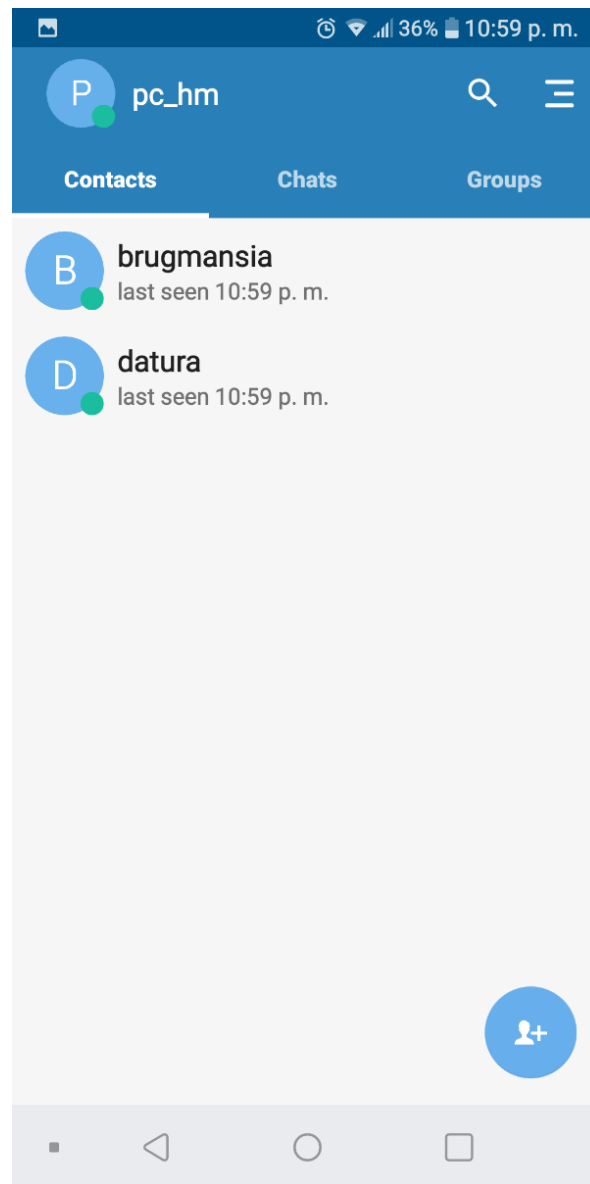 36% 10:59 p. m.
P pc_hm
Contacts Chats Groups
B brugmansia
last seen 10:59 p. m.
D datura
last seen 10:59 p. m.